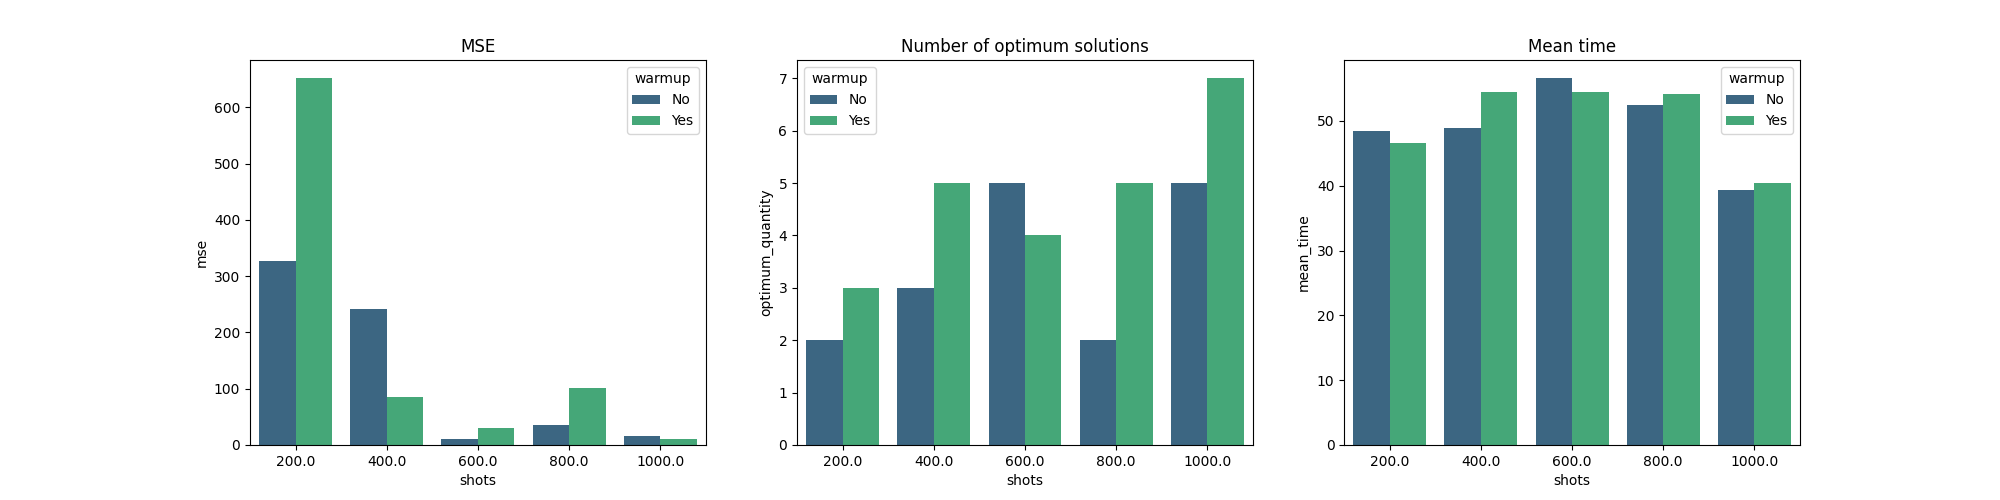 MSE
mse
600
500
400
300
200
100
0
200.0 400.0 600.0 800.0 1000.0
shots
warmup
No
Yes
Number of optimum solutions
optimum_quantity
7
6
5
4
3
2
1
0
200.0 400.0 600.0 800.0 1000.0
shots
warmup
No
Yes
Mean time
mean_time
50
40
30
20
10
0
200.0 400.0 600.0 800.0 1000.0
shots
warmup
No
Yes